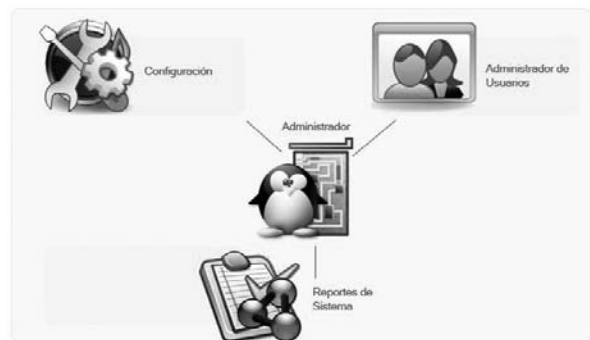 Configuración
Administrador de
Usuarios
Administrador
Reportes de
Sistema